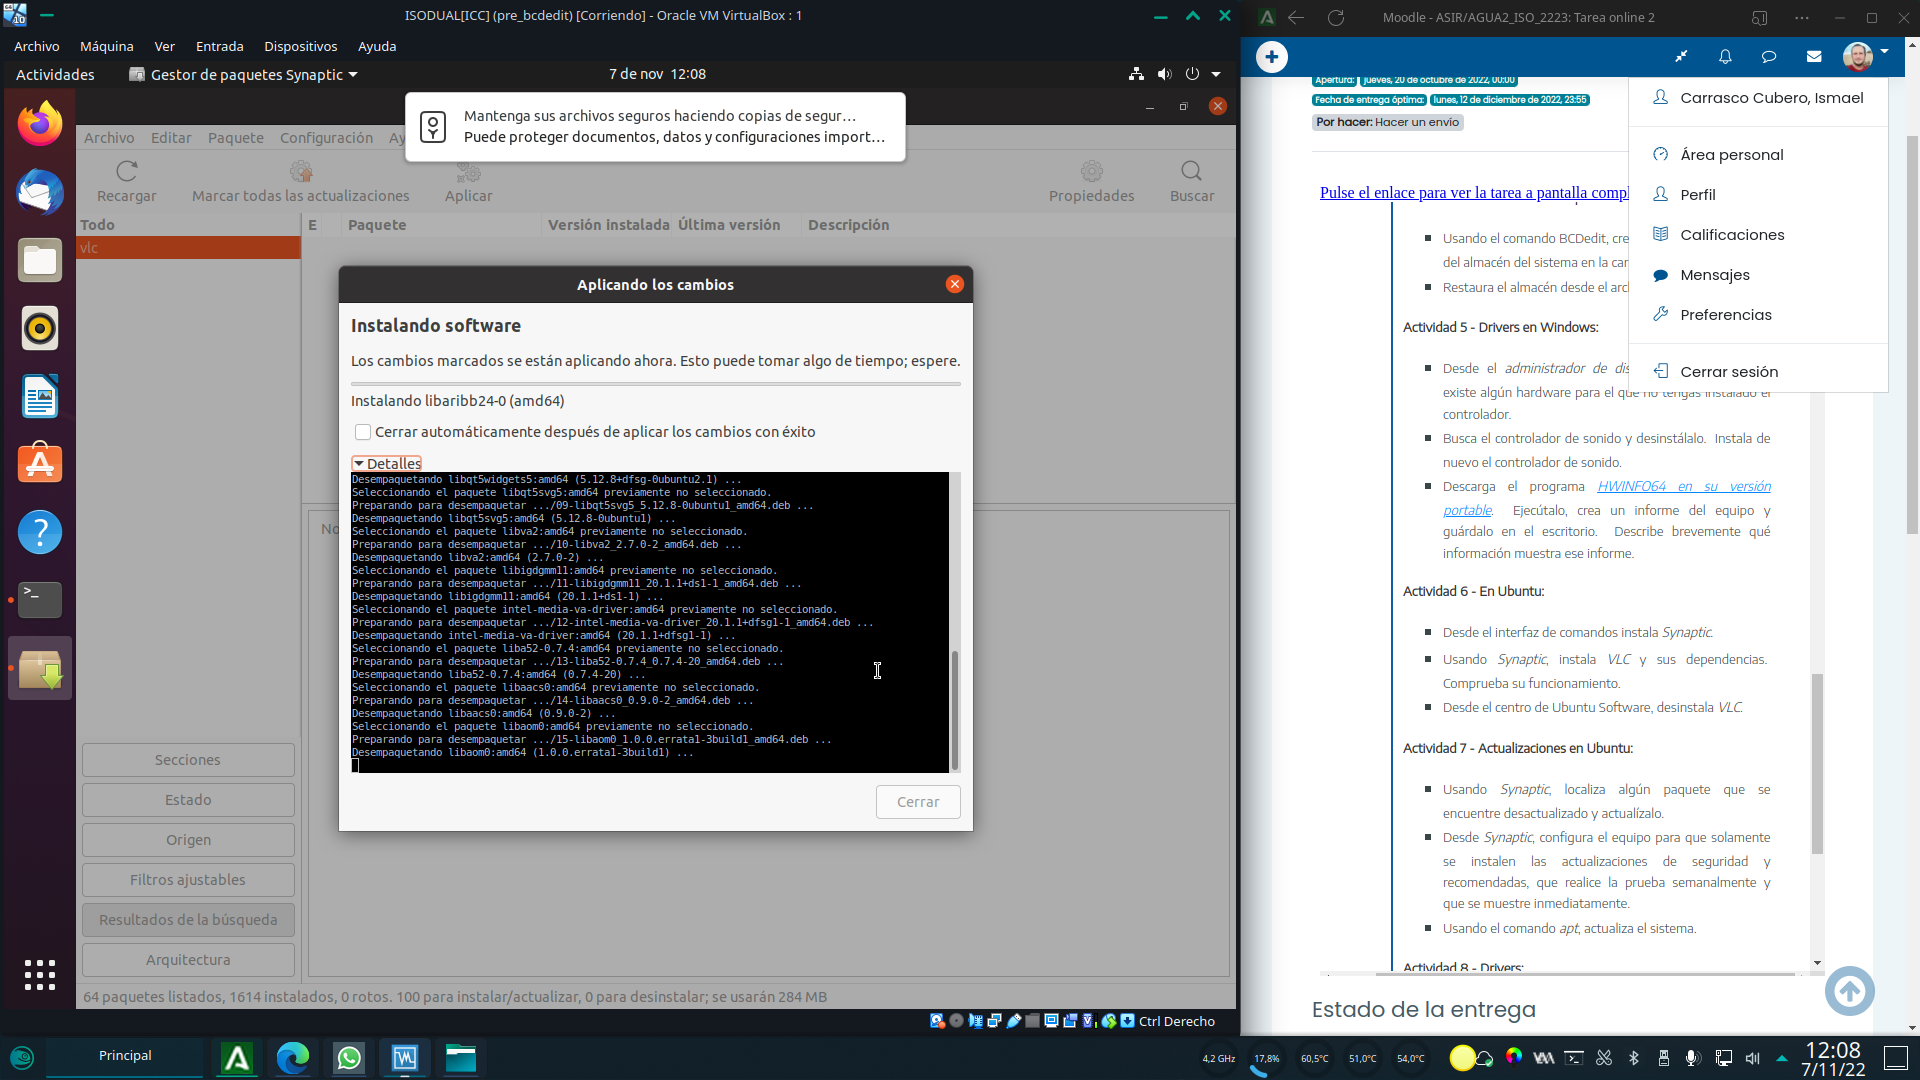 ISODUAL[ICC] (pre_bcdedit) [Corriendo] - Oracle VM VirtualBox : 1
Archivo Máquina Ver Entrada Dispositivos Ayuda
Actividades Gestor de paquetes Synaptic 7 de nov 12:08
Mantenga sus archivos seguros haciendo copias de segur…
Puede proteger documentos, datos y configuraciones import…
Archivo Editar Paquete Configuración Ay
Recargar Marcar todas las actualizaciones Aplicar Propiedades Buscar
Todo E Paquete Versión instalada Última versión Descripción
vlc
No
Aplicando los cambios
Instalando software
Los cambios marcados se están aplicando ahora. Esto puede tomar algo de tiempo; espere.
Instalando libaribb24-0 (amd64)
Cerrar automáticamente después de aplicar los cambios con éxito
Detalles
Desempaquetando libqt5widgets5:amd64 (5.12.8+dfsg-0ubuntu2.1) ...
Seleccionando el paquete libqt5svg5:amd64 previamente no seleccionado.
Preparando para desempaquetar .../09-libqt5svg5_5.12.8-0ubuntu1_amd64.deb ...
Desempaquetando libqt5svg5:amd64 (5.12.8-0ubuntu1) ...
Seleccionando el paquete libva2:amd64 previamente no seleccionado.
Preparando para desempaquetar .../10-libva2_2.7.0-2_amd64.deb ...
Desempaquetando libva2:amd64 (2.7.0-2) ...
Seleccionando el paquete libigdgmm11:amd64 previamente no seleccionado.
Preparando para desempaquetar .../11-libigdgmm11_20.1.1+ds1-1_amd64.deb ...
Desempaquetando libigdgmm11:amd64 (20.1.1+ds1-1) ...
Seleccionando el paquete intel-media-va-driver:amd64 previamente no seleccionado.
Preparando para desempaquetar .../12-intel-media-va-driver_20.1.1+dfsg1-1_amd64.deb ...
Desempaquetando intel-media-va-driver:amd64 (20.1.1+dfsg1-1) ...
Seleccionando el paquete liba52-0.7.4:amd64 previamente no seleccionado.
Preparando para desempaquetar .../13-liba52-0.7.4_0.7.4-20_amd64.deb ...
Desempaquetando liba52-0.7.4:amd64 (0.7.4-20) ...
Seleccionando el paquete libaacs0:amd64 previamente no seleccionado.
Preparando para desempaquetar .../14-libaacs0_0.9.0-2_amd64.deb ...
Desempaquetando libaacs0:amd64 (0.9.0-2) ...
Seleccionando el paquete libaom0:amd64 previamente no seleccionado.
Preparando para desempaquetar .../15-libaom0_1.0.0.errata1-3build1_amd64.deb ...
Desempaquetando libaom0:amd64 (1.0.0.errata1-3build1) ...
Cerrar
Secciones
Estado
Origen
Filtros ajustables
Resultados de la búsqueda
Arquitectura
64 paquetes listados, 1614 instalados, 0 rotos. 100 para instalar/actualizar, 0 para desinstalar; se usarán 284 MB
Ctrl Derecho
Moodle - ASIR/AGUA2_ISO_2223: Tarea online 2
Apertura: jueves, 20 de octubre de 2022, 00:00
Fecha de entrega óptima: lunes, 12 de diciembre de 2022, 23:55
Por hacer: Hacer un envío
Pulse el enlace para ver la tarea a pantalla compl
Carrasco Cubero, Ismael
Área personal
Perfil
Calificaciones
Mensajes
Preferencias
Cerrar sesión
Usando el comando BCDedit, cre
del almacén del sistema en la car
Restaura el almacén desde el arc
Actividad 5 - Drivers en Windows:
Desde el administrador de dis
existe algún hardware para el que no tengas instalado el
controlador.
Busca el controlador de sonido y desinstálalo. Instala de
nuevo el controlador de sonido.
Descarga el programa HWINFO64 en su versión
portable. Ejecútalo, crea un informe del equipo y
guárdalo en el escritorio. Describe brevemente qué
información muestra ese informe.
Actividad 6 - En Ubuntu:
Desde el interfaz de comandos instala Synaptic.
Usando Synaptic, instala VLC y sus dependencias.
Comprueba su funcionamiento.
Desde el centro de Ubuntu Software, desinstala VLC.
Actividad 7 - Actualizaciones en Ubuntu:
Usando Synaptic, localiza algún paquete que se
encuentre desactualizado y actualízalo.
Desde Synaptic, configura el equipo para que solamente
se instalen las actualizaciones de seguridad y
recomendadas, que realice la prueba semanalmente y
que se muestre inmediatamente.
Usando el comando apt, actualiza el sistema.
Actividad 8 - Drivers:
Estado de la entrega
Principal
4,2 GHz 17,8% 60,5°C 51,0°C 54,0°C
12:08
7/11/22